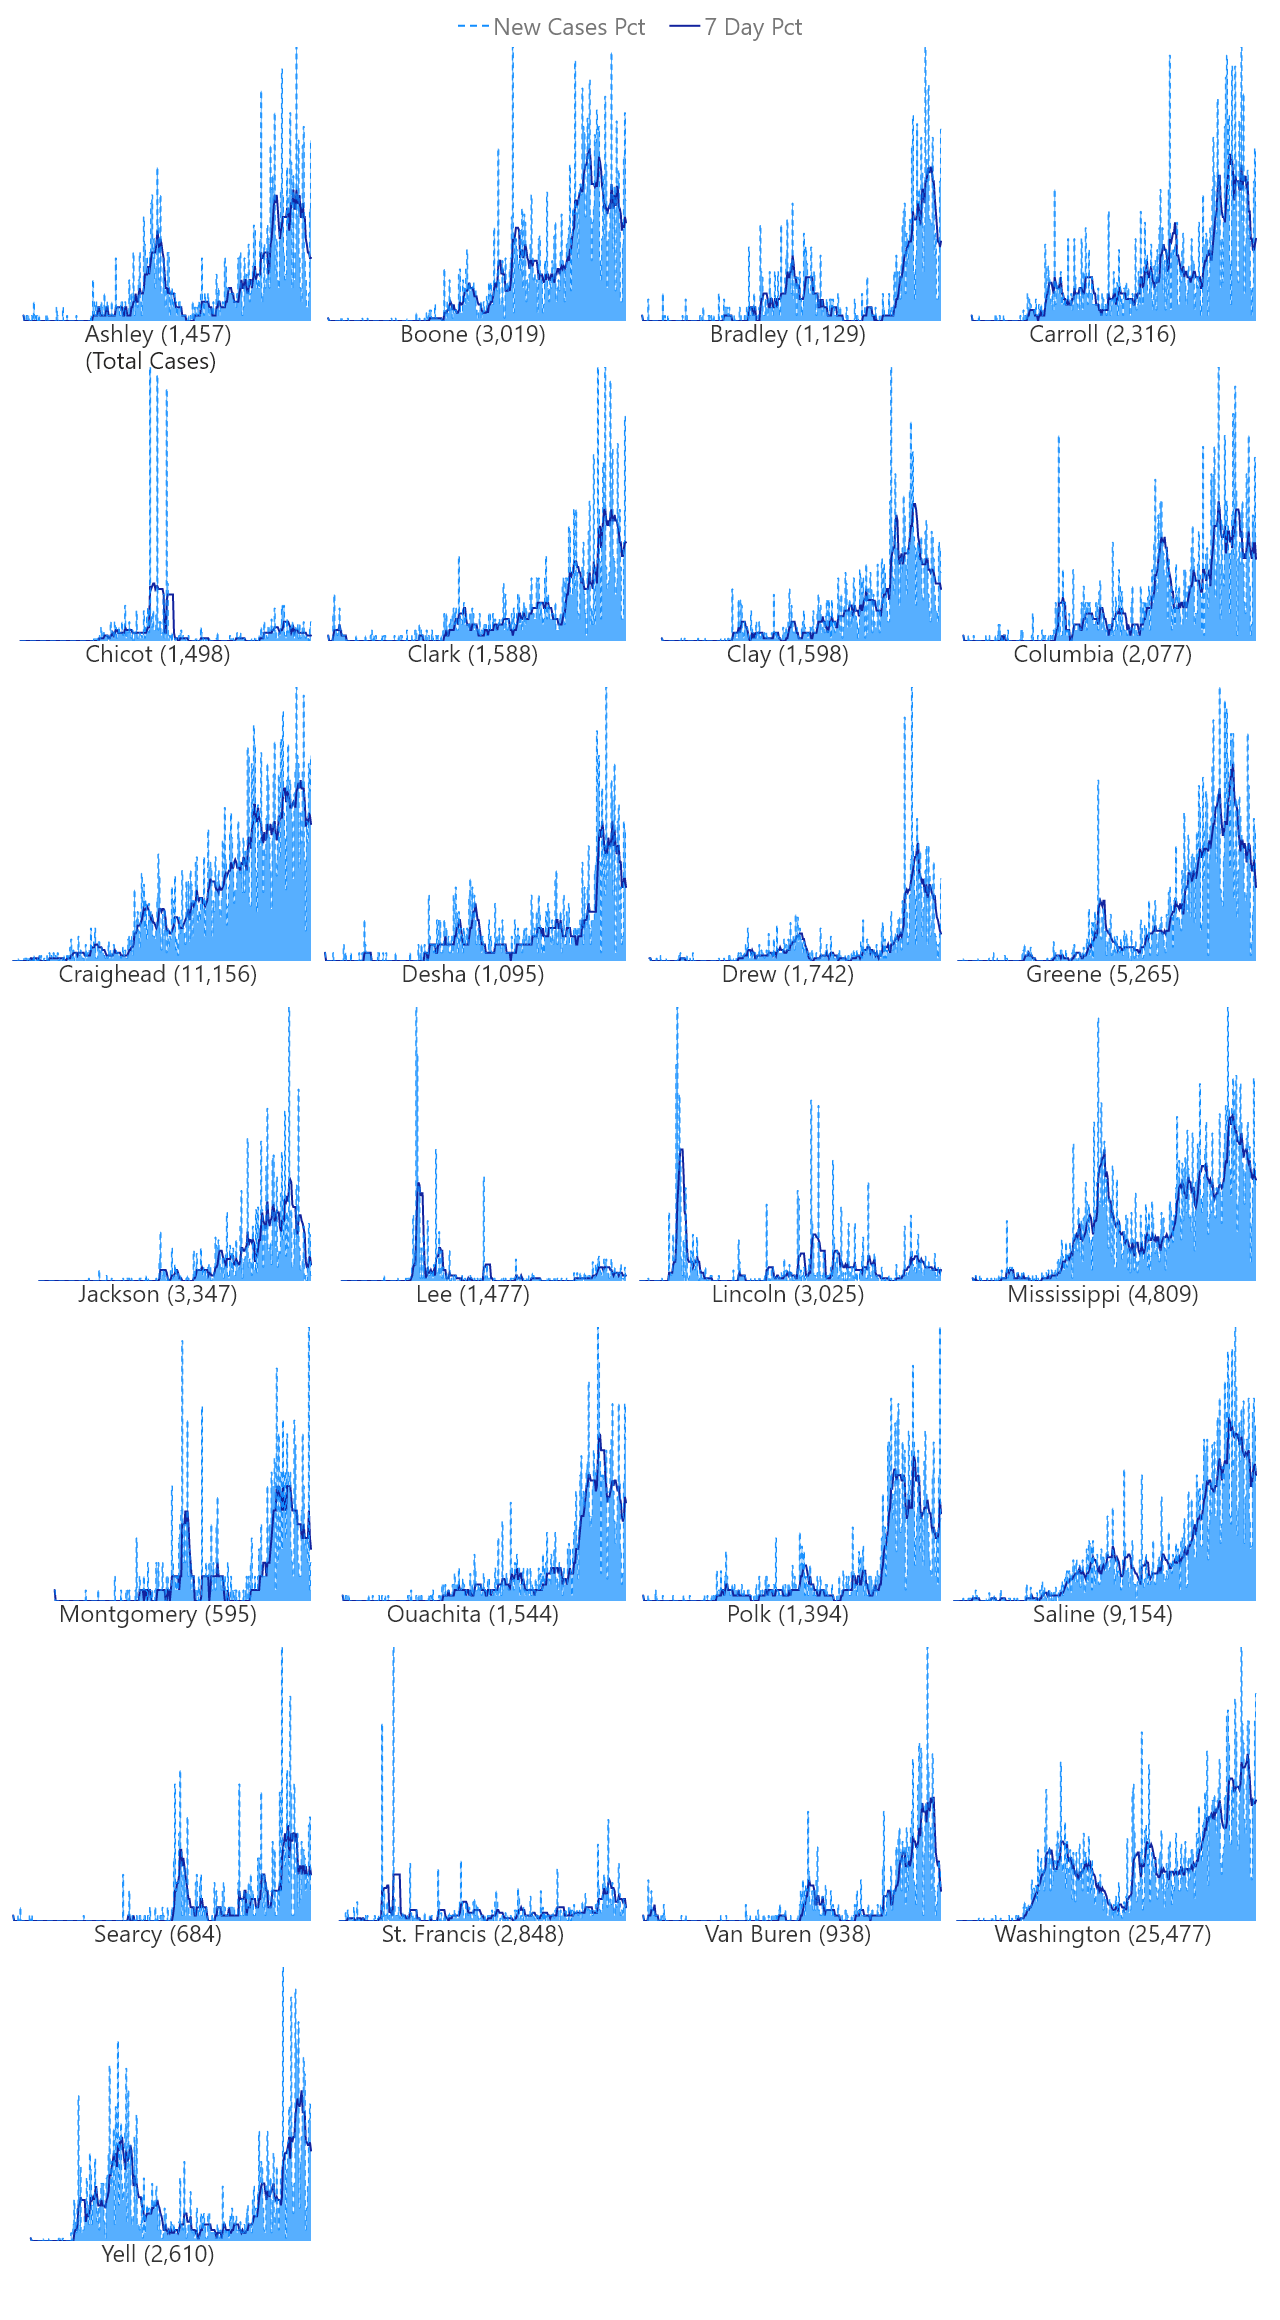 New Cases Pct 7 Day Pct
Ashley (1,457)
(Total Cases)
Boone (3,019)
Bradley (1,129)
Carroll (2,316)
Chicot (1,498)
Clark (1,588)
Clay (1,598)
Columbia (2,077)
Craighead (11,156)
Desha (1,095)
Drew (1,742)
Greene (5,265)
Jackson (3,347)
Lee (1,477)
Lincoln (3,025)
Mississippi (4,809)
Montgomery (595)
Ouachita (1,544)
Polk (1,394)
Saline (9,154)
Searcy (684)
St. Francis (2,848)
Van Buren (938)
Washington (25,477)
Yell (2,610)